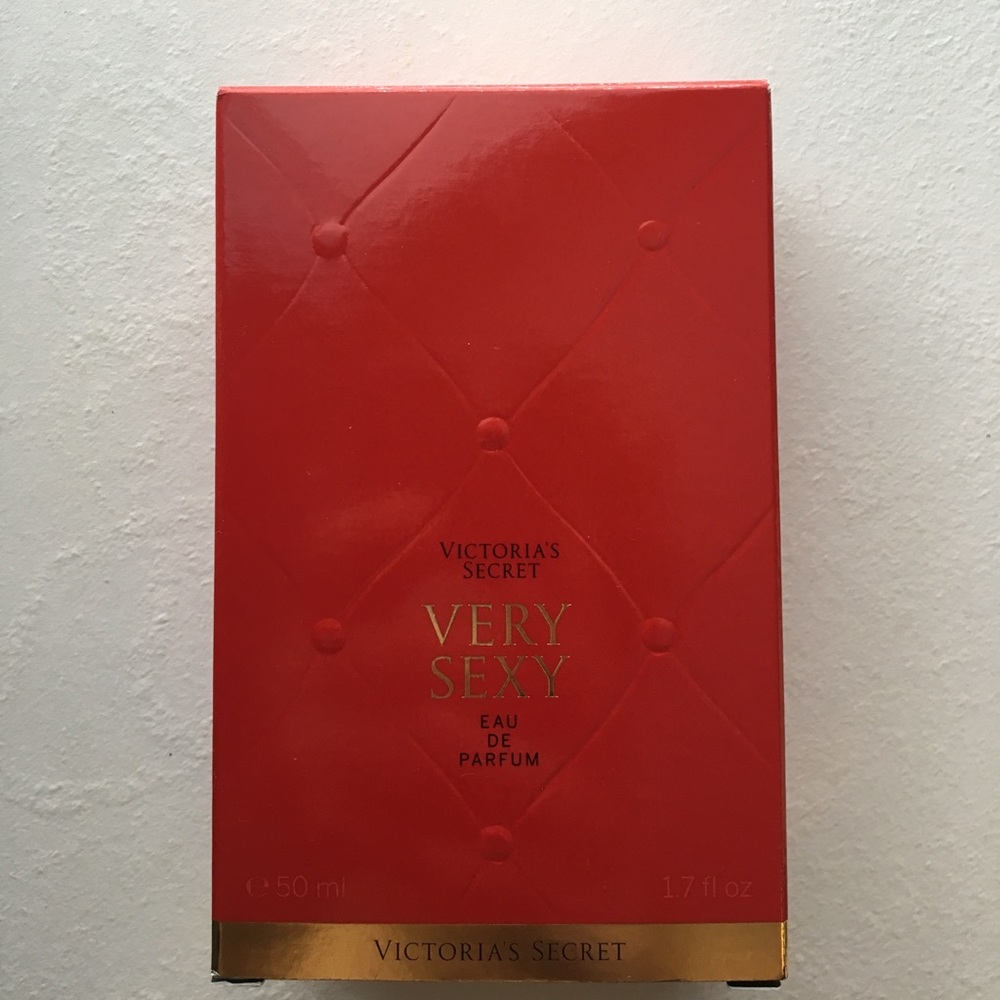 VICTORIA'S
SECRET
VERY
SEXY
EAU
DE
PARFUM
℮ 50 ml
1.7 fl oz
VICTORIA'S SECRET